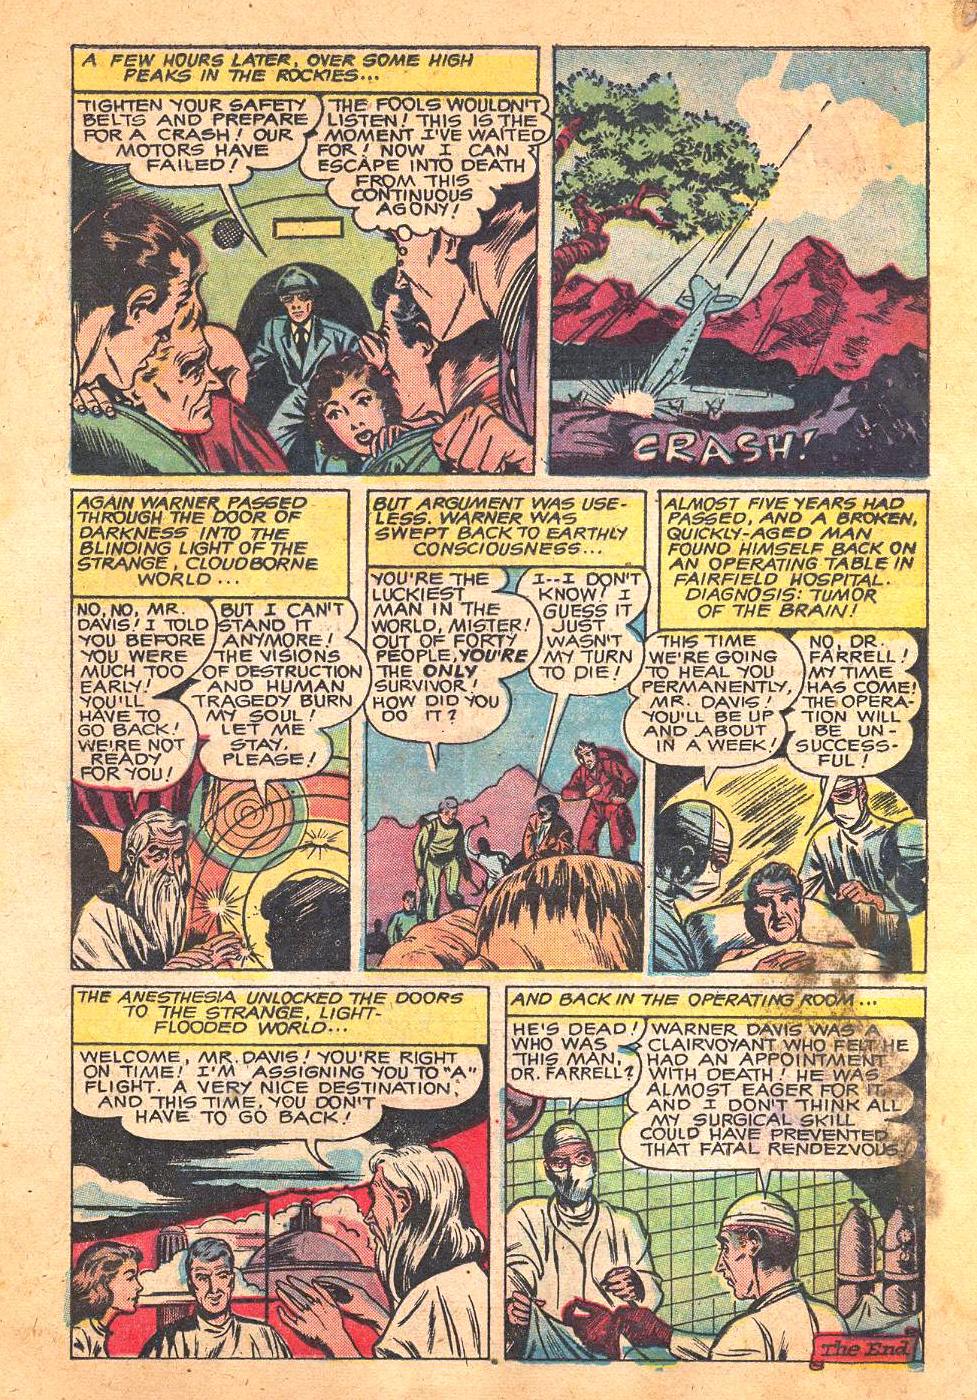 A FEW HOURS LATER, OVER SOME HIGH
PEAKS IN THE ROCKIES...
TIGHTEN YOUR SAFETY
BELTS AND PREPARE
FOR A CRASH! OUR
MOTORS HAVE
FAILED!
THE FOOLS WOULDN'T
LISTEN! THIS IS THE
MOMENT I'VE WAITED
FOR! NOW I CAN
ESCAPE INTO DEATH
FROM THIS
CONTINUOUS
AGONY!
CRASH!
AGAIN WARNER PASSED
THROUGH THE DOOR OF
DARKNESS INTO THE
BLINDING LIGHT OF THE
STRANGE, CLOUDBORNE
WORLD...
NO, NO, MR.
DAVIS! I TOLD
YOU BEFORE
YOU WERE
MUCH TOO
EARLY!
YOU'LL
HAVE TO
GO BACK!
WE'RE NOT
READY
FOR YOU!
BUT I CAN'T
STAND IT
ANYMORE!
THE VISIONS
OF DESTRUCTION
AND HUMAN
TRAGEDY BURN
MY SOUL!
LET ME
STAY,
PLEASE!
BUT ARGUMENT WAS USE-
LESS. WARNER WAS
SWEPT BACK TO EARTHLY
CONSCIOUSNESS...
YOU'RE THE
LUCKIEST
MAN IN THE
WORLD, MISTER!
OUT OF FORTY
PEOPLE, YOU'RE
THE ONLY
SURVIVOR!
HOW DID YOU
DO IT?
I--I DON'T
KNOW! I
GUESS IT
JUST
WASN'T
MY TURN
TO DIE!
ALMOST FIVE YEARS HAD
PASSED, AND A BROKEN,
QUICKLY-AGED MAN
FOUND HIMSELF BACK ON
AN OPERATING TABLE IN
FAIRFIELD HOSPITAL.
DIAGNOSIS: TUMOR
OF THE BRAIN!
THIS TIME
WE'RE GOING
TO HEAL YOU
PERMANENTLY,
MR. DAVIS!
YOU'LL BE UP
AND ABOUT
IN A WEEK!
NO, DR.
FARRELL!
MY TIME
HAS COME!
THE OPERA-
TION WILL
BE UN-
SUCCESS-
FUL!
THE ANESTHESIA UNLOCKED THE DOORS
TO THE STRANGE, LIGHT-
FLOODED WORLD...
WELCOME, MR. DAVIS! YOU'RE RIGHT
ON TIME! I'M ASSIGNING YOU TO "A"
FLIGHT. A VERY NICE DESTINATION,
AND THIS TIME, YOU DON'T
HAVE TO GO BACK!
AND BACK IN THE OPERATING ROOM...
HE'S DEAD!
WHO WAS
THIS MAN,
DR. FARRELL?
WARNER DAVIS WAS A
CLAIRVOYANT WHO FELT HE
HAD AN APPOINTMENT
WITH DEATH! HE WAS
ALMOST EAGER FOR IT,
AND I DON'T THINK ALL
MY SURGICAL SKILL
COULD HAVE PREVENTED
THAT FATAL RENDEZVOUS!
The End